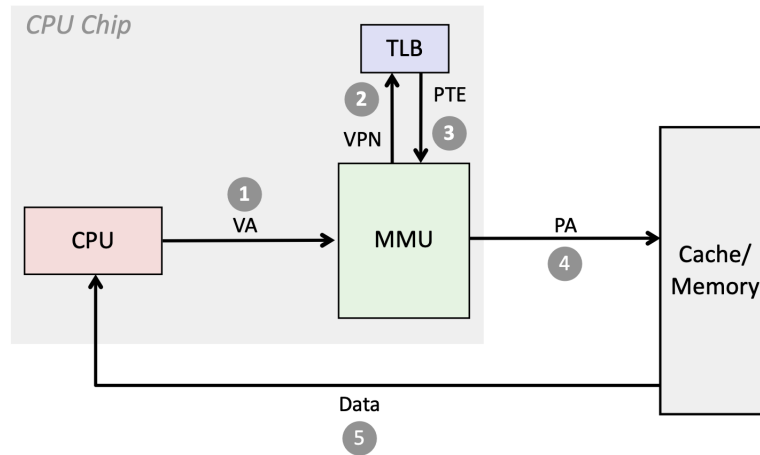 CPU Chip
TLB
2
PTE
VPN
3
1
VA
CPU
MMU
PA
4
Cache/
Memory
Data
5